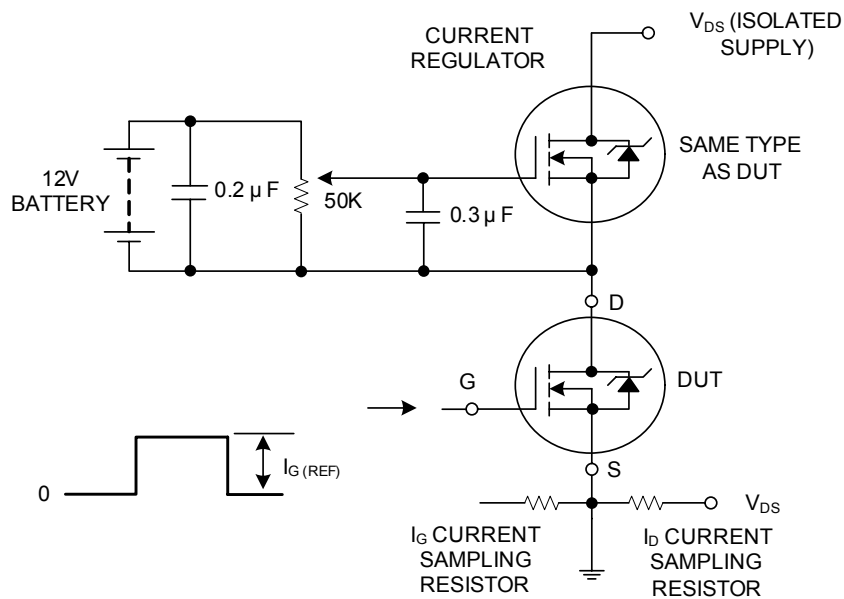 V_DS (ISOLATED
SUPPLY)
CURRENT
REGULATOR
SAME TYPE
AS DUT
12V
BATTERY
0.2 µ F
50K
0.3 µ F
D
G
DUT
I_G (REF)
0
S
V_DS
I_G CURRENT
SAMPLING
RESISTOR
I_D CURRENT
SAMPLING
RESISTOR